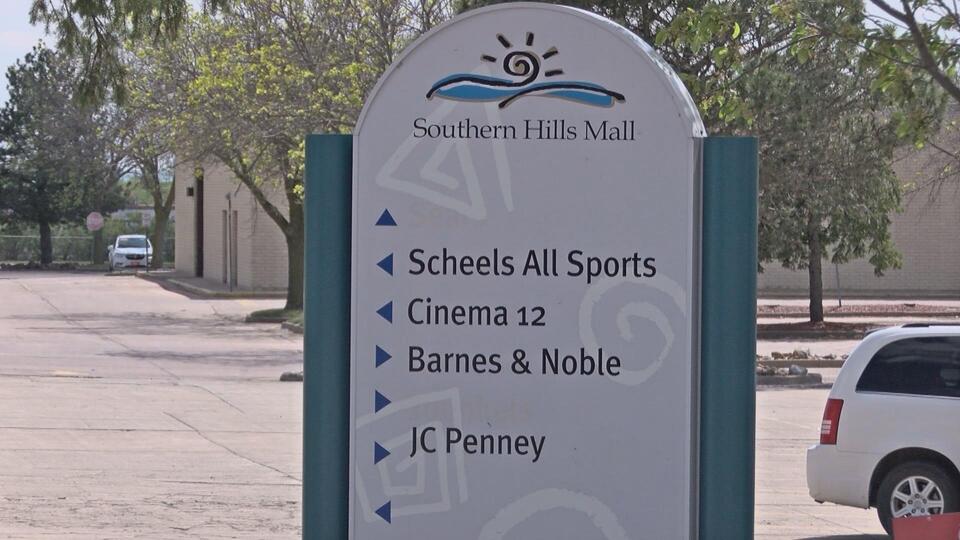 Southern Hills Mall
Scheels All Sports
Cinema 12
Barnes & Noble
JC Penney